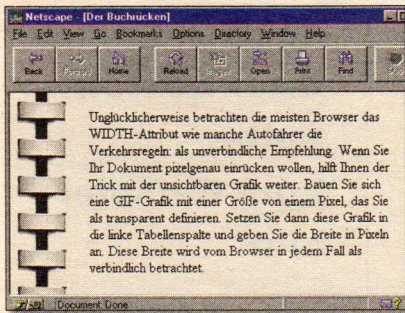 Netscape - [Der Buchrücken]
File Edit View Go Bookmarks Options Directory Window Help
Back Forward Home Reload Images Open Print Find Stop
Unglücklicherweise betrachten die meisten Browser das
WIDTH-Attribut wie manche Autofahrer die
Verkehrsregeln: als unverbindliche Empfehlung. Wenn Sie
Ihr Dokument pixelgenau einrücken wollen, hilft Ihnen der
Trick mit der unsichtbaren Grafik weiter. Bauen Sie sich
eine GIF-Grafik mit einer Größe von einem Pixel, das Sie
als transparent definieren. Setzen Sie dann diese Grafik in
die linke Tabellenspalte und geben Sie die Breite in Pixeln
an. Diese Breite wird vom Browser in jedem Fall als
verbindlich betrachtet.
Document: Done